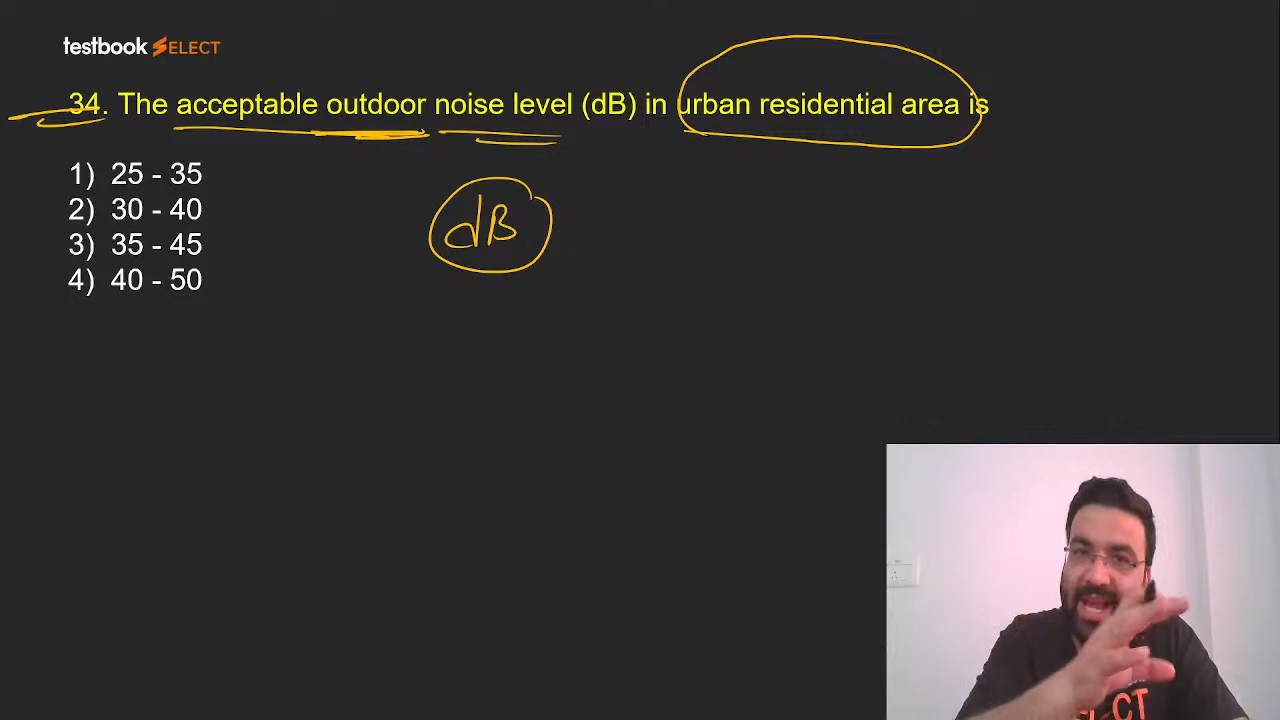 testbook SELECT
34. The acceptable outdoor noise level (dB) in urban residential area is
1) 25 - 35
2) 30 - 40
3) 35 - 45
4) 40 - 50
dB